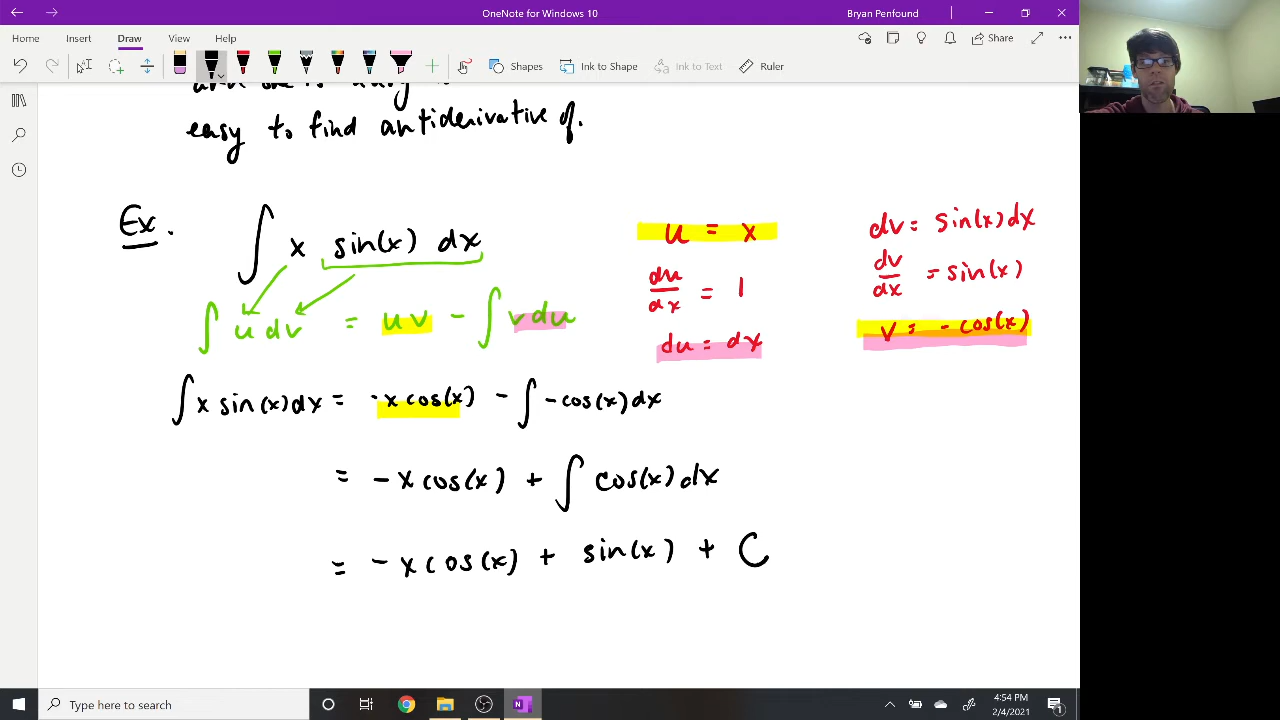 OneNote for Windows 10
Bryan Penfound
Home Insert Draw View Help
Share
Shapes
Ink to Shape
Ink to Text
Ruler
easy
easy to find antiderivative of.
Ex. ∫ x sin(x) dx
∫ u dv = uv - ∫ v du
u = x
du/dx = 1
du = dx
dv = sin(x) dx
dv/dx = sin(x)
v = - cos(x)
∫ x sin(x) dx = -x cos(x) - ∫ - cos(x) dx
= - x cos(x) + ∫ cos(x) dx
= - x cos(x) + sin(x) + C
Type here to search
4:54 PM
2/4/2021
1